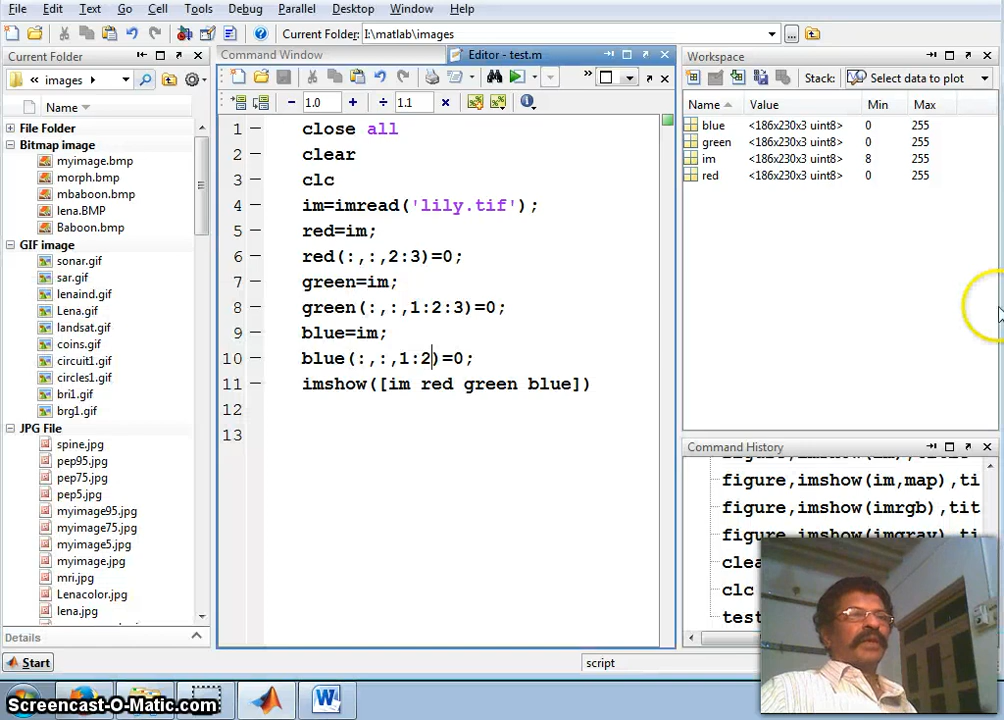 File Edit Text Go Cell Tools Debug Parallel Desktop Window Help
Current Folder: I:\matlab\images
Current Folder
« images
Name
File Folder
Bitmap image
myimage.bmp
morph.bmp
mbaboon.bmp
lena.BMP
Baboon.bmp
GIF image
sonar.gif
sar.gif
lenaind.gif
Lena.gif
landsat.gif
coins.gif
circuit1.gif
circles1.gif
bri1.gif
brg1.gif
JPG File
spine.jpg
pep95.jpg
pep75.jpg
pep5.jpg
myimage95.jpg
myimage75.jpg
myimage5.jpg
myimage.jpg
mri.jpg
Lenacolor.jpg
lena.jpg
Details
Start
Command Window
Editor - test.m
1.0
1.1
1 close all
2 clear
3 clc
4 im=imread('lily.tif');
5 red=im;
6 red(:,:,2:3)=0;
7 green=im;
8 green(:,:,1:2:3)=0;
9 blue=im;
10 blue(:,:,1:2)=0;
11 imshow([im red green blue])
12
13
script
Workspace
Stack: Select data to plot
Name Value Min Max
blue <186x230x3 uint8> 0 255
green <186x230x3 uint8> 0 255
im <186x230x3 uint8> 8 255
red <186x230x3 uint8> 0 255
Command History
figure,imshow(im,map),ti
figure,imshow(imrgb),tit
figure,imshow(imgray),ti
clea
clc
test
Screencast-O-Matic.com